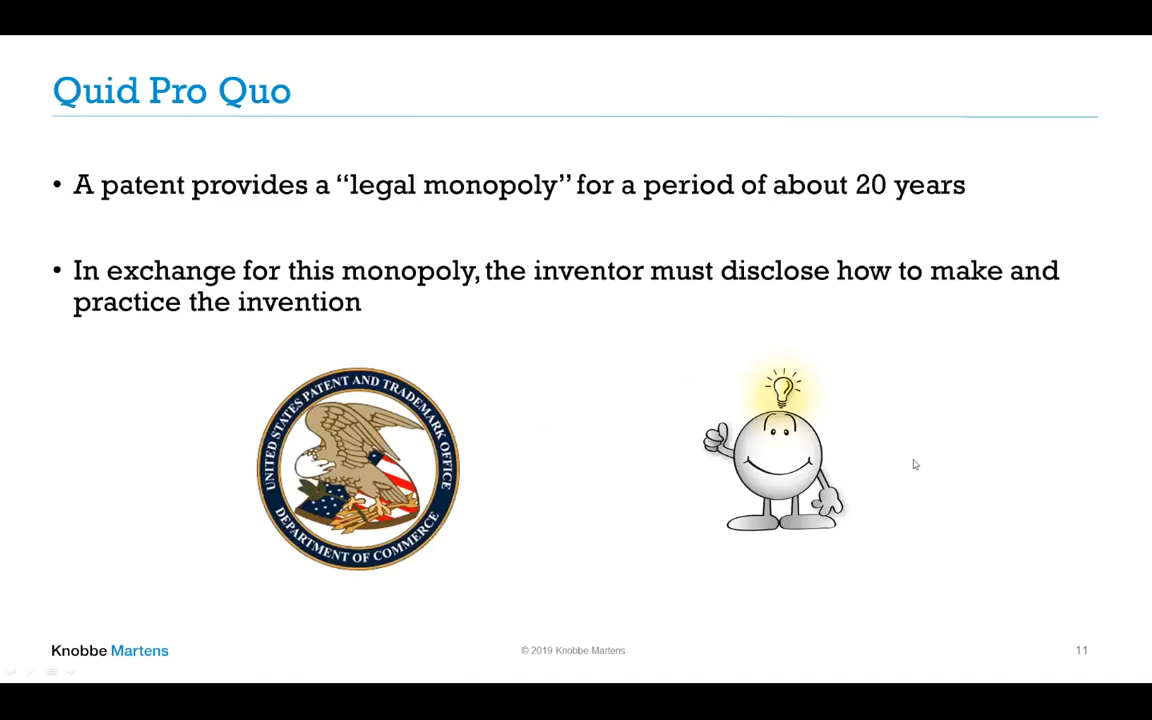 Quid Pro Quo
• A patent provides a “legal monopoly” for a period of about 20 years
• In exchange for this monopoly, the inventor must disclose how to make and
practice the invention
UNITED STATES PATENT AND TRADEMARK OFFICE
DEPARTMENT OF COMMERCE
Knobbe Martens
© 2019 Knobbe Martens
11